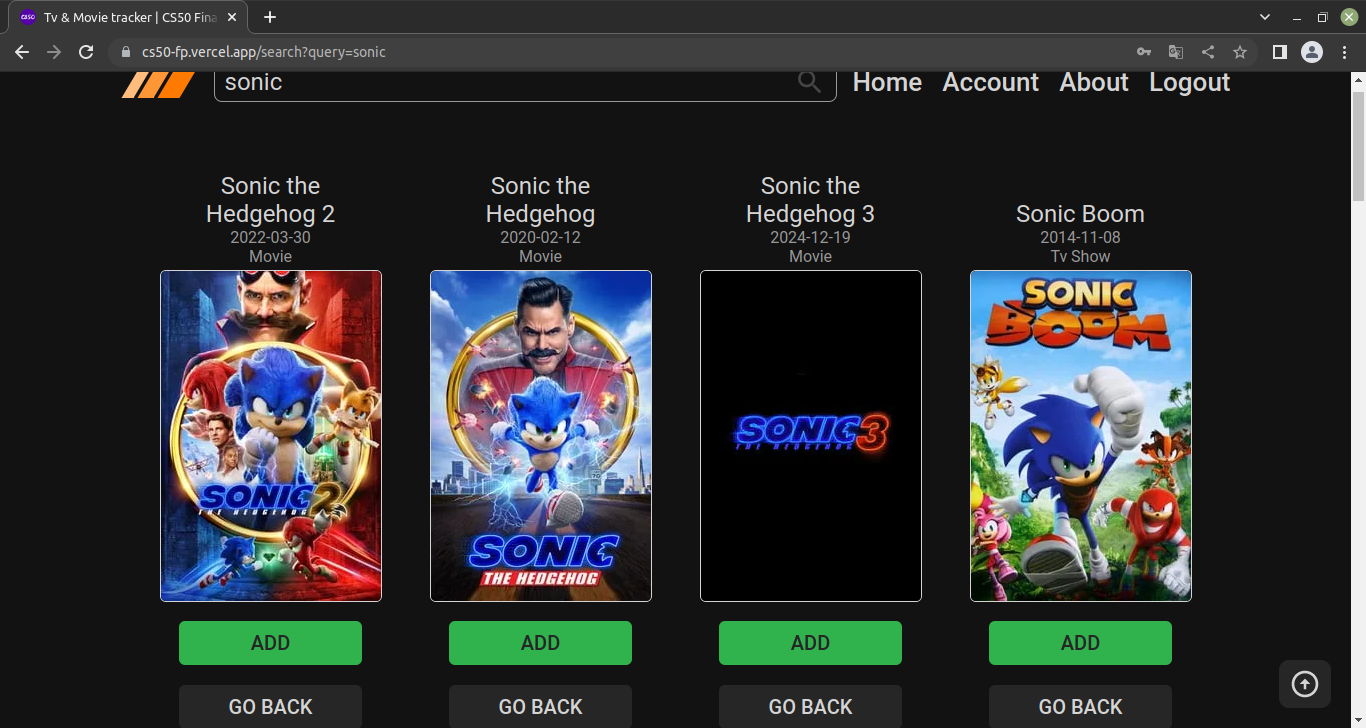 cs50
Tv & Movie tracker | CS50 Fina
cs50-fp.vercel.app/search?query=sonic
sonic
Home Account About Logout
Sonic the
Hedgehog 2
2022-03-30
Movie
SONIC 2
THE HEDGEHOG
ADD
GO BACK
Sonic the
Hedgehog
2020-02-12
Movie
SONIC
THE HEDGEHOG
ADD
GO BACK
Sonic the
Hedgehog 3
2024-12-19
Movie
SONIC 3
THE HEDGEHOG
ADD
GO BACK
Sonic Boom
2014-11-08
Tv Show
SONIC
BOOM
ADD
GO BACK